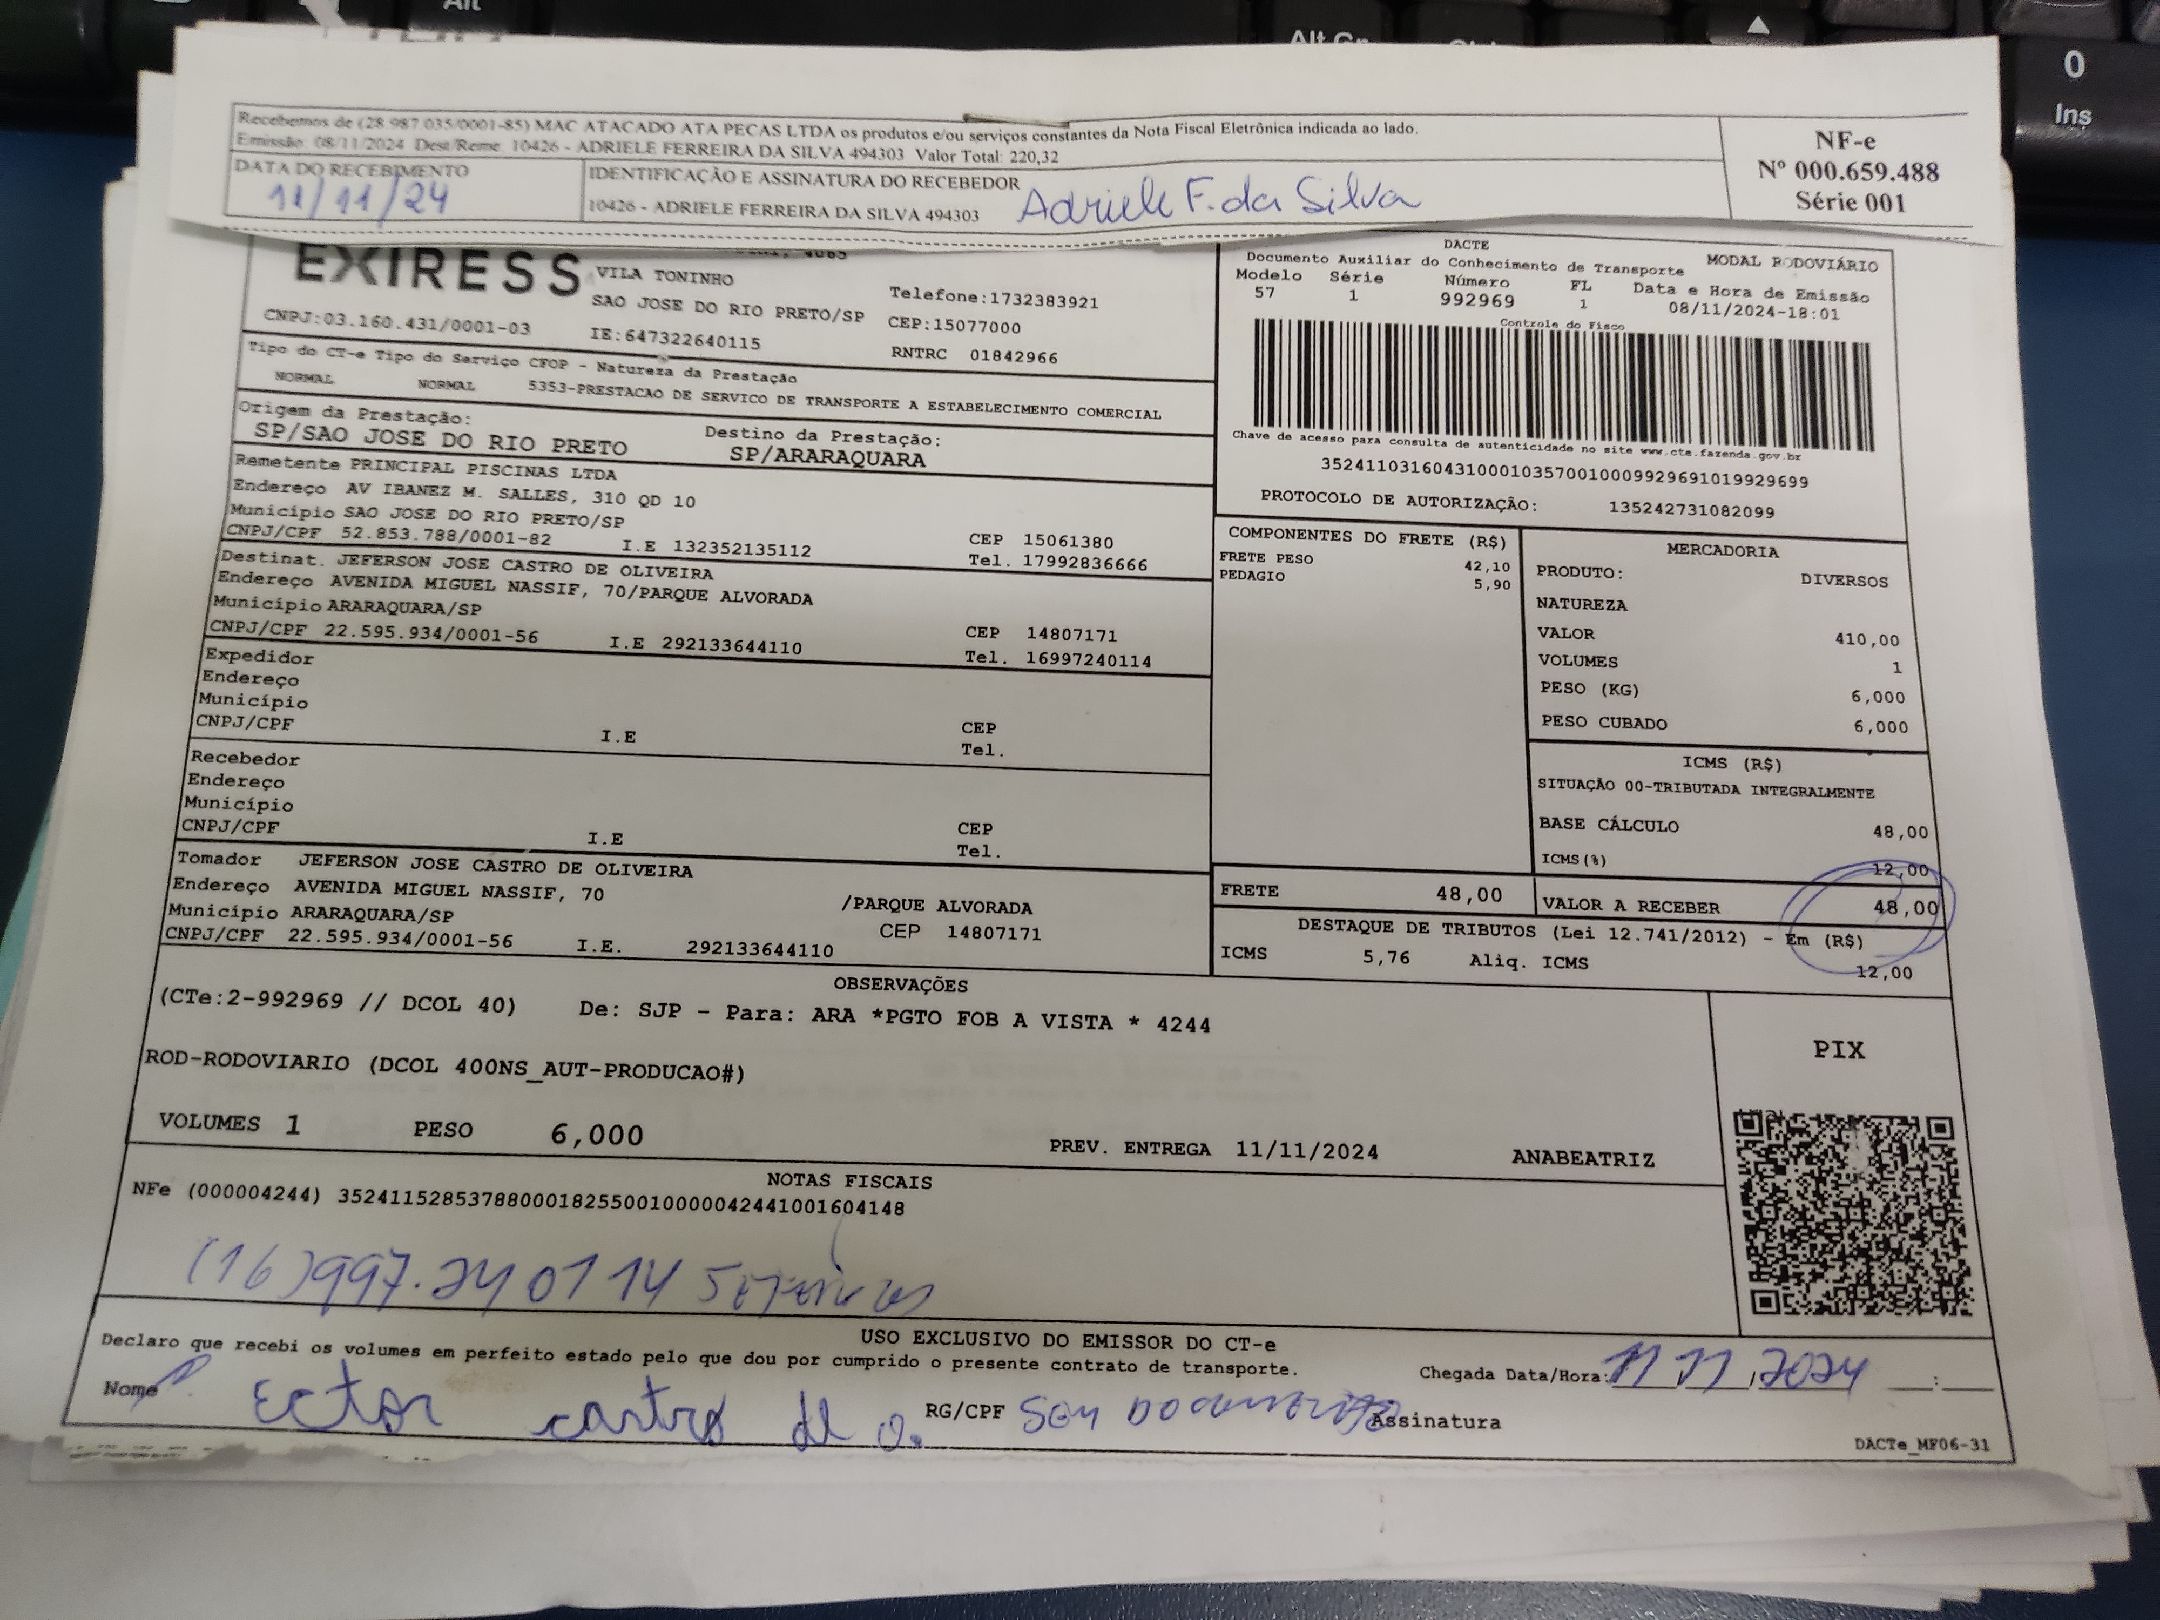 Alt
Alt Gr
0
Ins
Recebemos de (28.987.035/0001-85) MAC ATACADO ATA PECAS LTDA os produtos e/ou serviços constantes da Nota Fiscal Eletrônica indicada ao lado.
Emissão: 08/11/2024 Dest/Reme: 10426 - ADRIELE FERREIRA DA SILVA 494303 Valor Total: 220,32
DATA DO RECEBIMENTO
11/11/24
IDENTIFICAÇÃO E ASSINATURA DO RECEBEDOR
10426 - ADRIELE FERREIRA DA SILVA 494303 Adriele F. da Silva
NF-e
Nº 000.659.488
Série 001
EXIRESS
VILA TONINHO
SAO JOSE DO RIO PRETO/SP
Telefone:1732383921
CEP:15077000
CNPJ:03.160.431/0001-03 IE:647322640115 RNTRC 01842966
Tipo do CT-e Tipo do Serviço CFOP - Natureza da Prestação
NORMAL NORMAL 5353-PRESTACAO DE SERVICO DE TRANSPORTE A ESTABELECIMENTO COMERCIAL
Origem da Prestação: Destino da Prestação:
SP/SAO JOSE DO RIO PRETO SP/ARARAQUARA
Remetente PRINCIPAL PISCINAS LTDA
Endereço AV IBANEZ M. SALLES, 310 QD 10
Município SAO JOSE DO RIO PRETO/SP CEP 15061380
CNPJ/CPF 52.853.788/0001-82 I.E 132352135112 Tel. 17992836666
Destinat. JEFERSON JOSE CASTRO DE OLIVEIRA
Endereço AVENIDA MIGUEL NASSIF, 70/PARQUE ALVORADA
Município ARARAQUARA/SP CEP 14807171
CNPJ/CPF 22.595.934/0001-56 I.E 292133644110 Tel. 16997240114
Expedidor
Endereço
Município CEP
CNPJ/CPF I.E Tel.
Recebedor
Endereço
Município CEP
CNPJ/CPF I.E Tel.
Tomador JEFERSON JOSE CASTRO DE OLIVEIRA
Endereço AVENIDA MIGUEL NASSIF, 70 /PARQUE ALVORADA
Município ARARAQUARA/SP CEP 14807171
CNPJ/CPF 22.595.934/0001-56 I.E. 292133644110
DACTE
Documento Auxiliar do Conhecimento de Transporte MODAL RODOVIÁRIO
Modelo Série Número FL Data e Hora de Emissão
57 1 992969 1 08/11/2024-18:01
Controle do Fisco
Chave de acesso para consulta de autenticidade no site www.cte.fazenda.gov.br
35241103160431000103570010009929691019929699
PROTOCOLO DE AUTORIZAÇÃO: 135242731082099
COMPONENTES DO FRETE (R$)
FRETE PESO 42,10
PEDAGIO 5,90
MERCADORIA
PRODUTO: DIVERSOS
NATUREZA
VALOR 410,00
VOLUMES 1
PESO (KG) 6,000
PESO CUBADO 6,000
ICMS (R$)
SITUAÇÃO 00-TRIBUTADA INTEGRALMENTE
BASE CÁLCULO 48,00
ICMS(%) 12,00
FRETE 48,00 VALOR A RECEBER 48,00
DESTAQUE DE TRIBUTOS (Lei 12.741/2012) - Em (R$)
ICMS 5,76 Aliq. ICMS 12,00
OBSERVAÇÕES
(CTe:2-992969 // DCOL 40) De: SJP - Para: ARA *PGTO FOB A VISTA * 4244
ROD-RODOVIARIO (DCOL 400NS_AUT-PRODUCAO#)
VOLUMES 1 PESO 6,000 PREV. ENTREGA 11/11/2024 ANABEATRIZ
PIX
NOTAS FISCAIS
NFe (000004244) 35241152853788000182550010000042441001604148
(16)997.240114
USO EXCLUSIVO DO EMISSOR DO CT-e
Declaro que recebi os volumes em perfeito estado pelo que dou por cumprido o presente contrato de transporte. Chegada Data/Hora: 11/11/2024 __:__
Nome Ector castro de O. RG/CPF SEM DOCUMENTO Assinatura
DACTe_MF06-31